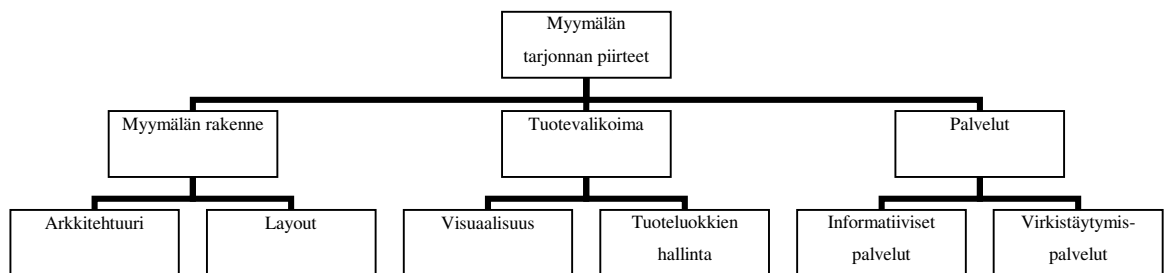 Myymälän
tarjonnan piirteet
Myymälän rakenne
Tuotevalikoima
Palvelut
Arkkitehtuuri
Layout
Visuaalisuus
Tuoteluokkien
hallinta
Informatiiviset
palvelut
Virkistäytymis-
palvelut